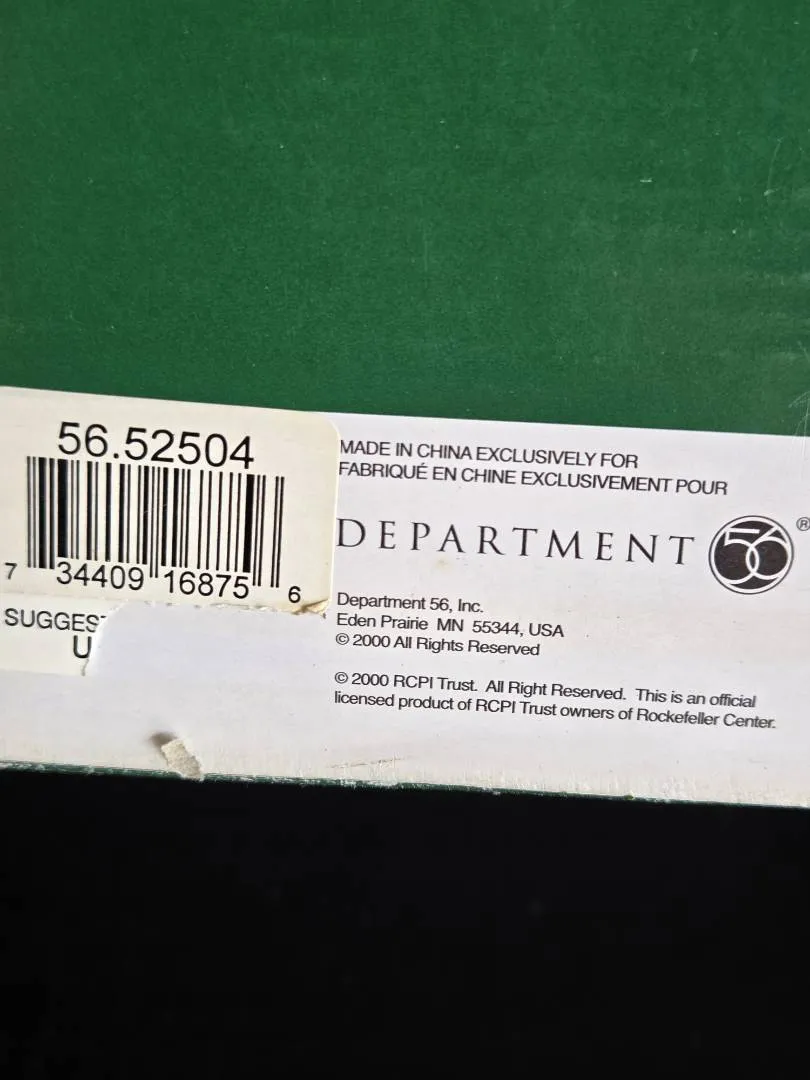 56.52504
7 34409 16875 6
SUGGES
U
MADE IN CHINA EXCLUSIVELY FOR
FABRIQUÉ EN CHINE EXCLUSIVEMENT POUR
DEPARTMENT 56 ®
Department 56, Inc.
Eden Prairie MN 55344, USA
© 2000 All Rights Reserved
© 2000 RCPI Trust. All Right Reserved. This is an official
licensed product of RCPI Trust owners of Rockefeller Center.